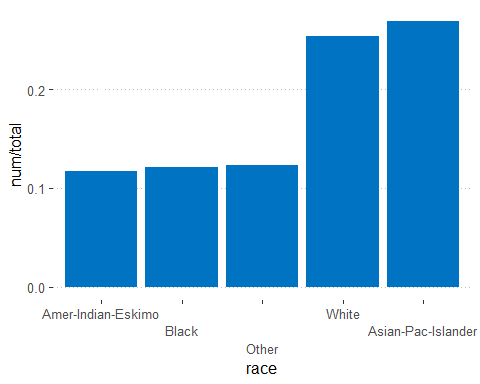 num/total
0.2
0.1
0.0
Amer-Indian-Eskimo
White
Black
Asian-Pac-Islander
Other
race